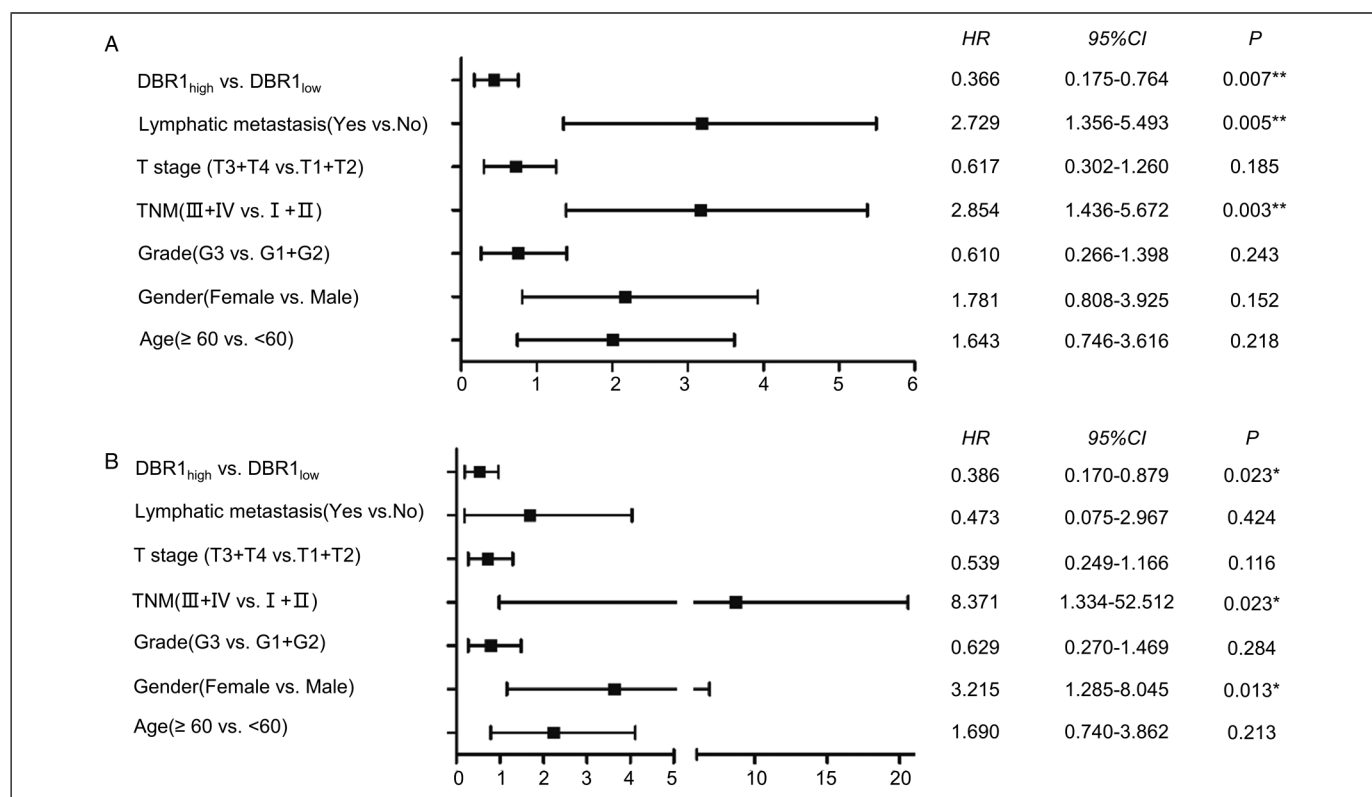 A HR 95%CI P
DBR1high vs. DBR1low 0.366 0.175-0.764 0.007**
Lymphatic metastasis(Yes vs.No) 2.729 1.356-5.493 0.005**
T stage (T3+T4 vs.T1+T2) 0.617 0.302-1.260 0.185
TNM(Ⅲ+Ⅳ vs. Ⅰ+Ⅱ) 2.854 1.436-5.672 0.003**
Grade(G3 vs. G1+G2) 0.610 0.266-1.398 0.243
Gender(Female vs. Male) 1.781 0.808-3.925 0.152
Age(≥ 60 vs. <60) 1.643 0.746-3.616 0.218
0 1 2 3 4 5 6
B HR 95%CI P
DBR1high vs. DBR1low 0.386 0.170-0.879 0.023*
Lymphatic metastasis(Yes vs.No) 0.473 0.075-2.967 0.424
T stage (T3+T4 vs.T1+T2) 0.539 0.249-1.166 0.116
TNM(Ⅲ+Ⅳ vs. Ⅰ+Ⅱ) 8.371 1.334-52.512 0.023*
Grade(G3 vs. G1+G2) 0.629 0.270-1.469 0.284
Gender(Female vs. Male) 3.215 1.285-8.045 0.013*
Age(≥ 60 vs. <60) 1.690 0.740-3.862 0.213
0 1 2 3 4 5 10 15 20